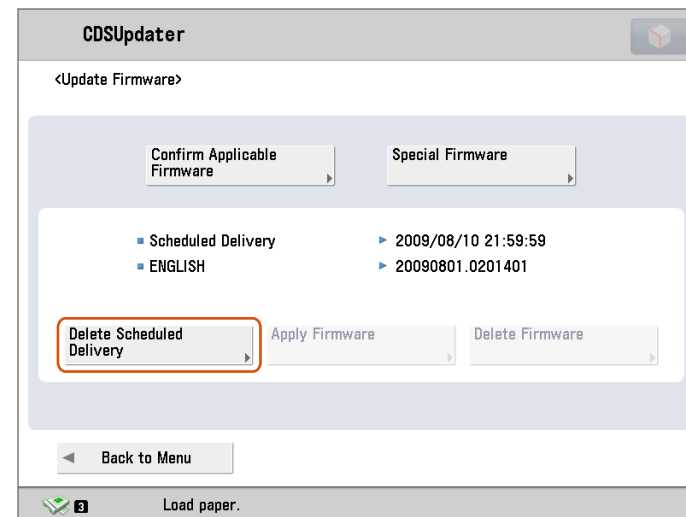 CDSUpdater
<Update Firmware>
Confirm Applicable
Firmware
Special Firmware
Scheduled Delivery
2009/08/10 21:59:59
ENGLISH
20090801.0201401
Delete Scheduled
Delivery
Apply Firmware
Delete Firmware
Back to Menu
3
Load paper.